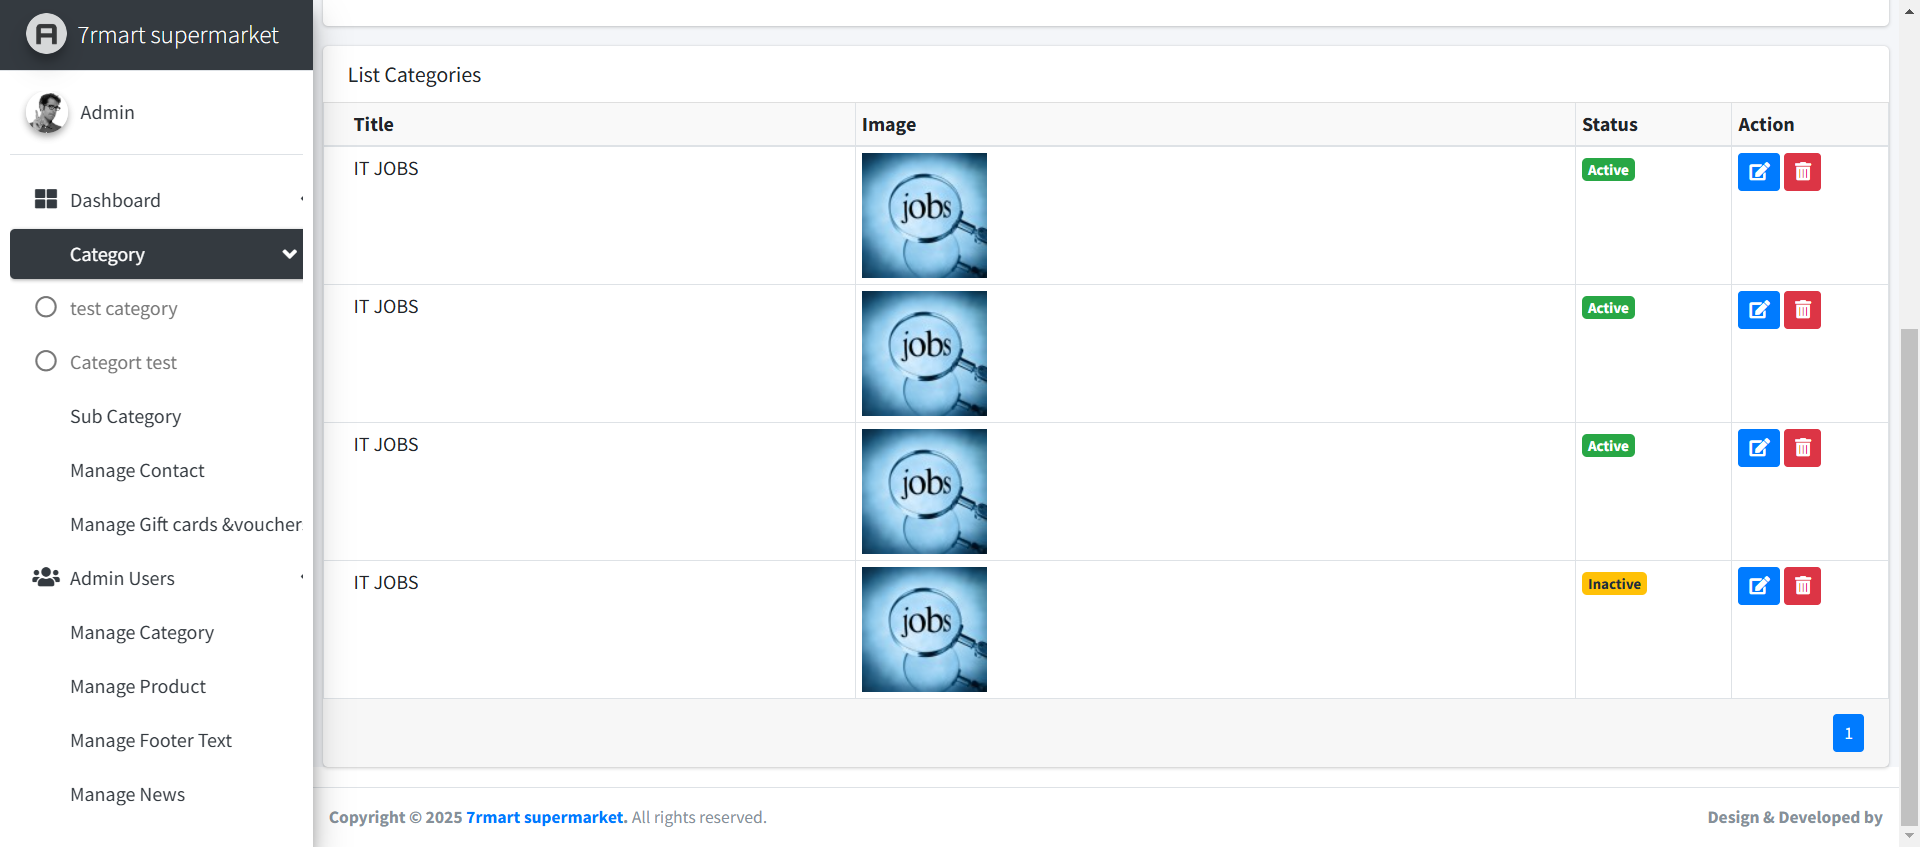 7rmart supermarket
Admin
Dashboard
Category
test category
Categort test
Sub Category
Manage Contact
Manage Gift cards &voucher
Admin Users
Manage Category
Manage Product
Manage Footer Text
Manage News
List Categories
Title Image Status Action
IT JOBS jobs Active
IT JOBS jobs Active
IT JOBS jobs Active
IT JOBS jobs Inactive
1
Copyright © 2025 7rmart supermarket. All rights reserved.
Design & Developed by